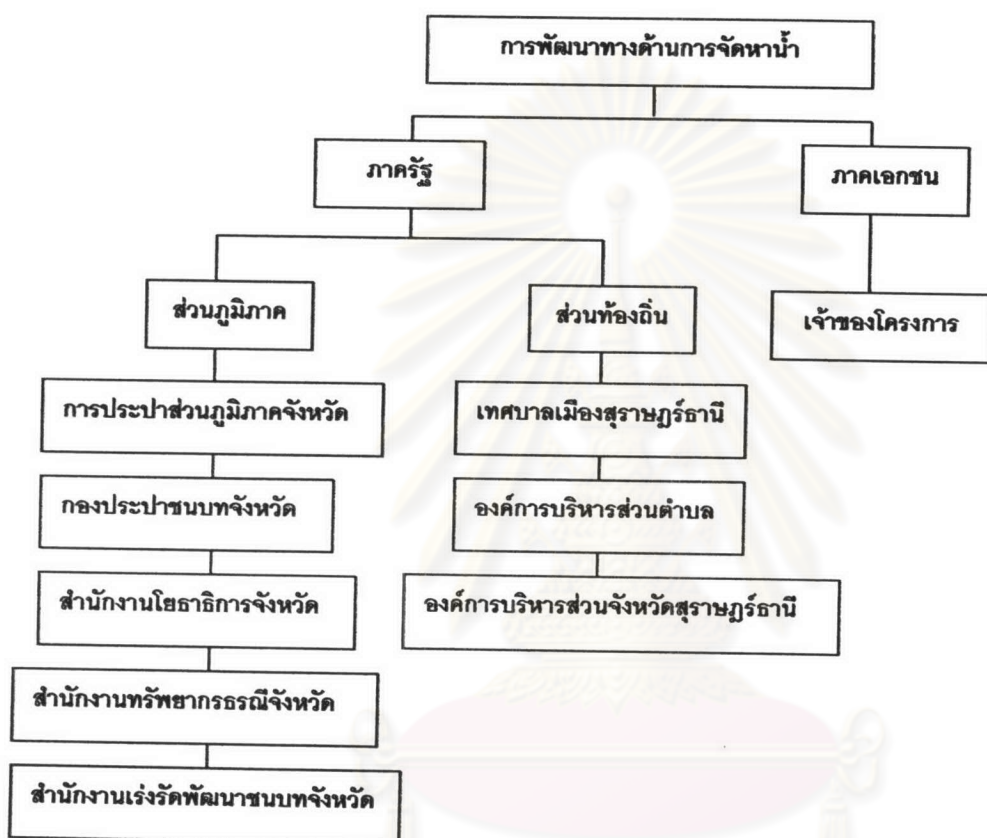 การพัฒนาทางด้านการจัดหาน้ำ
ภาครัฐ
ภาคเอกชน
ส่วนภูมิภาค
ส่วนท้องถิ่น
เจ้าของโครงการ
การประปาส่วนภูมิภาคจังหวัด
เทศบาลเมืองสุราษฎร์ธานี
กองประปาชนบทจังหวัด
องค์การบริหารส่วนตำบล
สำนักงานโยธาธิการจังหวัด
องค์การบริหารส่วนจังหวัดสุราษฎร์ธานี
สำนักงานทรัพยากรธรณีจังหวัด
สำนักงานเร่งรัดพัฒนาชนบทจังหวัด